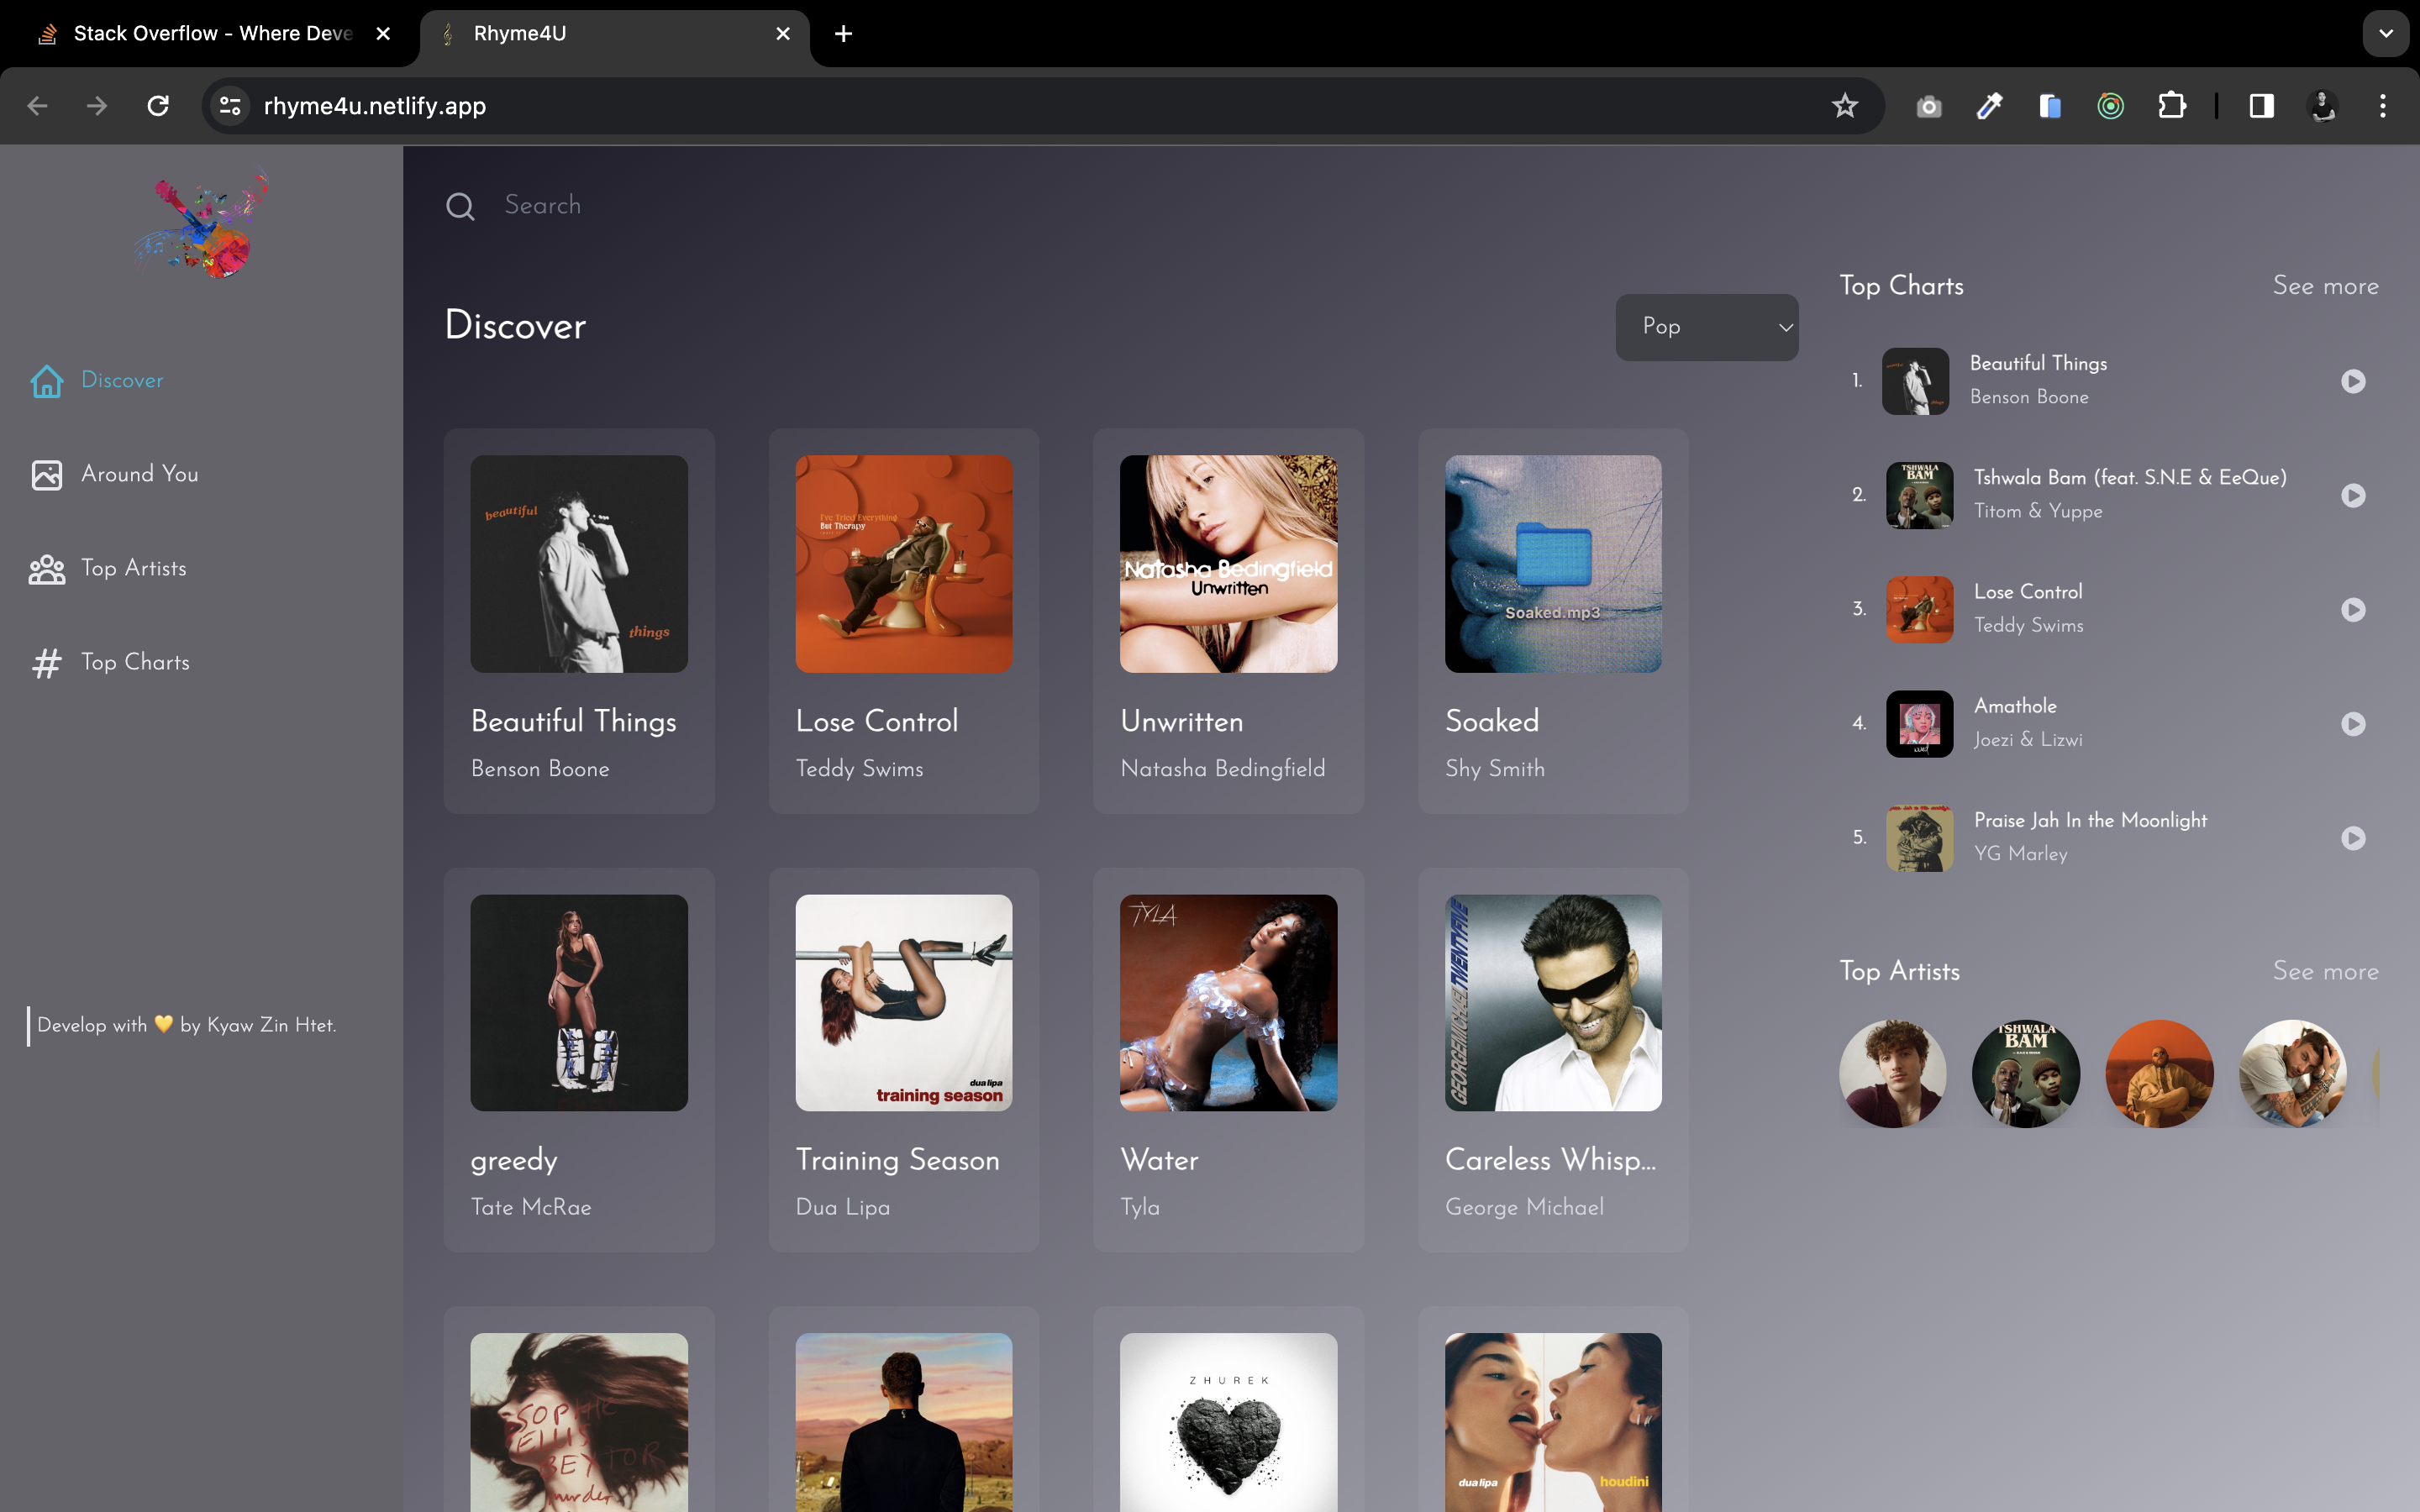 Stack Overflow - Where Deve
Rhyme4U
rhyme4u.netlify.app
Search
Discover
Around You
Top Artists
Top Charts
Develop with 💛 by Kyaw Zin Htet.
Discover
Pop
beautiful
things
Beautiful Things
Benson Boone
I've Tried Everything
But Therapy
Lose Control
Teddy Swims
Natasha Bedingfield
Unwritten
Unwritten
Natasha Bedingfield
Soaked.mp3
Soaked
Shy Smith
greedy
Tate McRae
dua lipa
training season
Training Season
Dua Lipa
TYLA
Water
Tyla
GEORGEMICHAEL.TWENTYFIVE
Careless Whisp...
George Michael
SOPHIE
ELLIS
BEXTOR
murder
ZHUREK
dua lipa
houdini
Top Charts
See more
1.
Beautiful Things
Benson Boone
2.
TSHWALA
BAM
Tshwala Bam (feat. S.N.E & EeQue)
Titom & Yuppe
3.
Lose Control
Teddy Swims
4.
Amathole
Joezi & Lizwi
5.
Praise Jah In the Moonlight
YG Marley
Top Artists
See more
TSHWALA
BAM